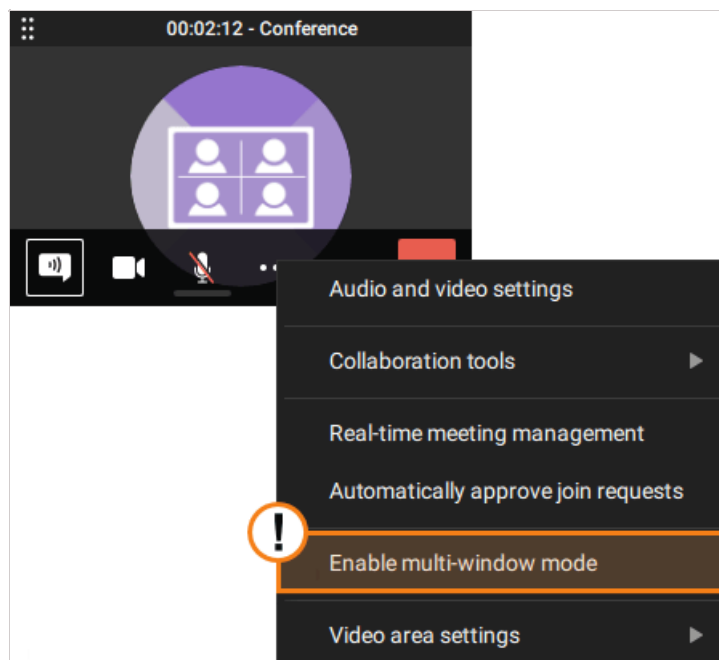 00:02:12 - Conference
Audio and video settings
Collaboration tools
Real-time meeting management
Automatically approve join requests
!
Enable multi-window mode
Video area settings